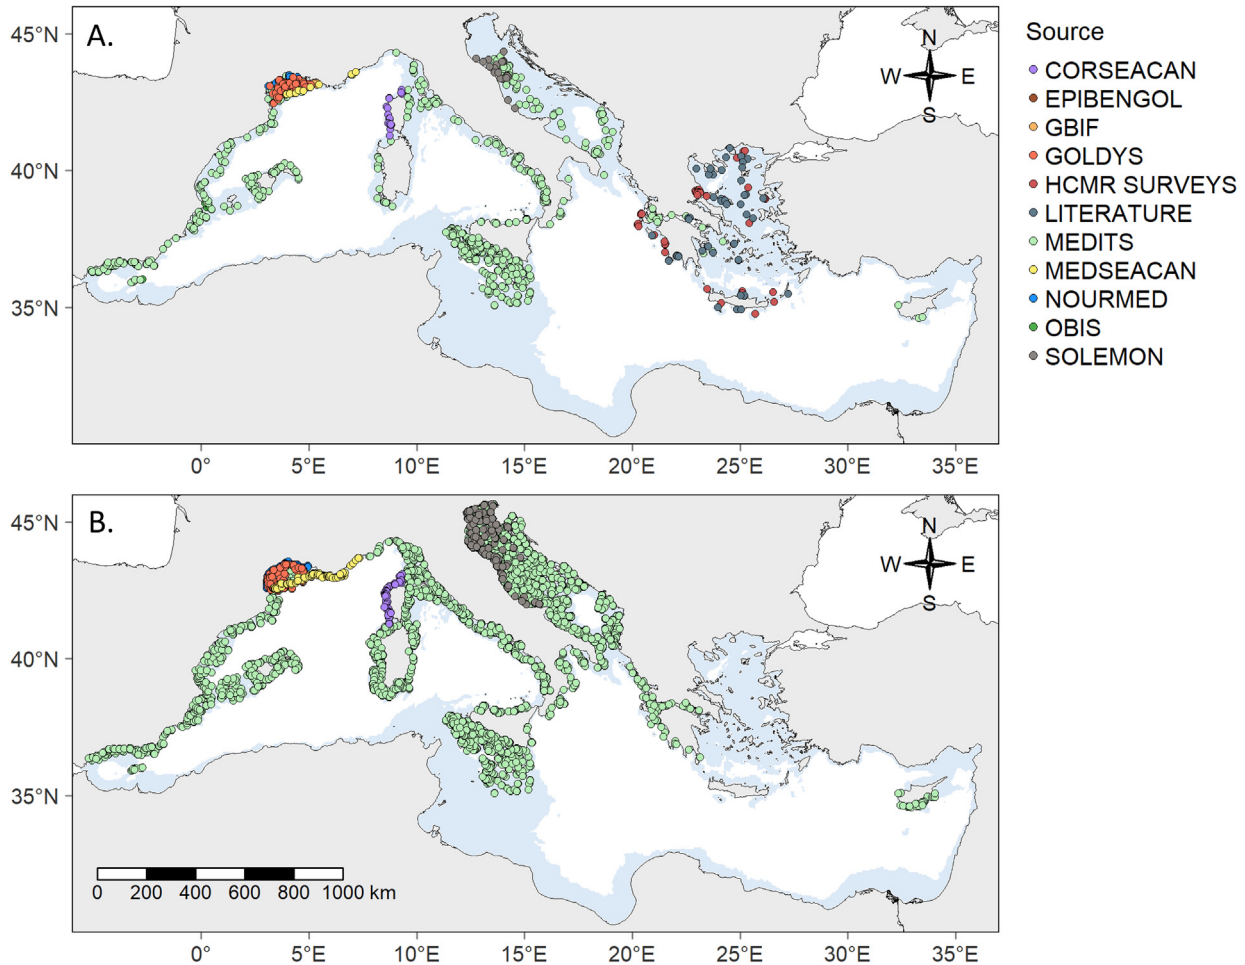 A.
45°N
40°N
35°N
N
W E
S
0° 5°E 10°E 15°E 20°E 25°E 30°E 35°E
Source
CORSEACAN
EPIBENGOL
GBIF
GOLDYS
HCMR SURVEYS
LITERATURE
MEDITS
MEDSEACAN
NOURMED
OBIS
SOLEMON
B.
45°N
40°N
35°N
N
W E
S
0 200 400 600 800 1000 km
0° 5°E 10°E 15°E 20°E 25°E 30°E 35°E